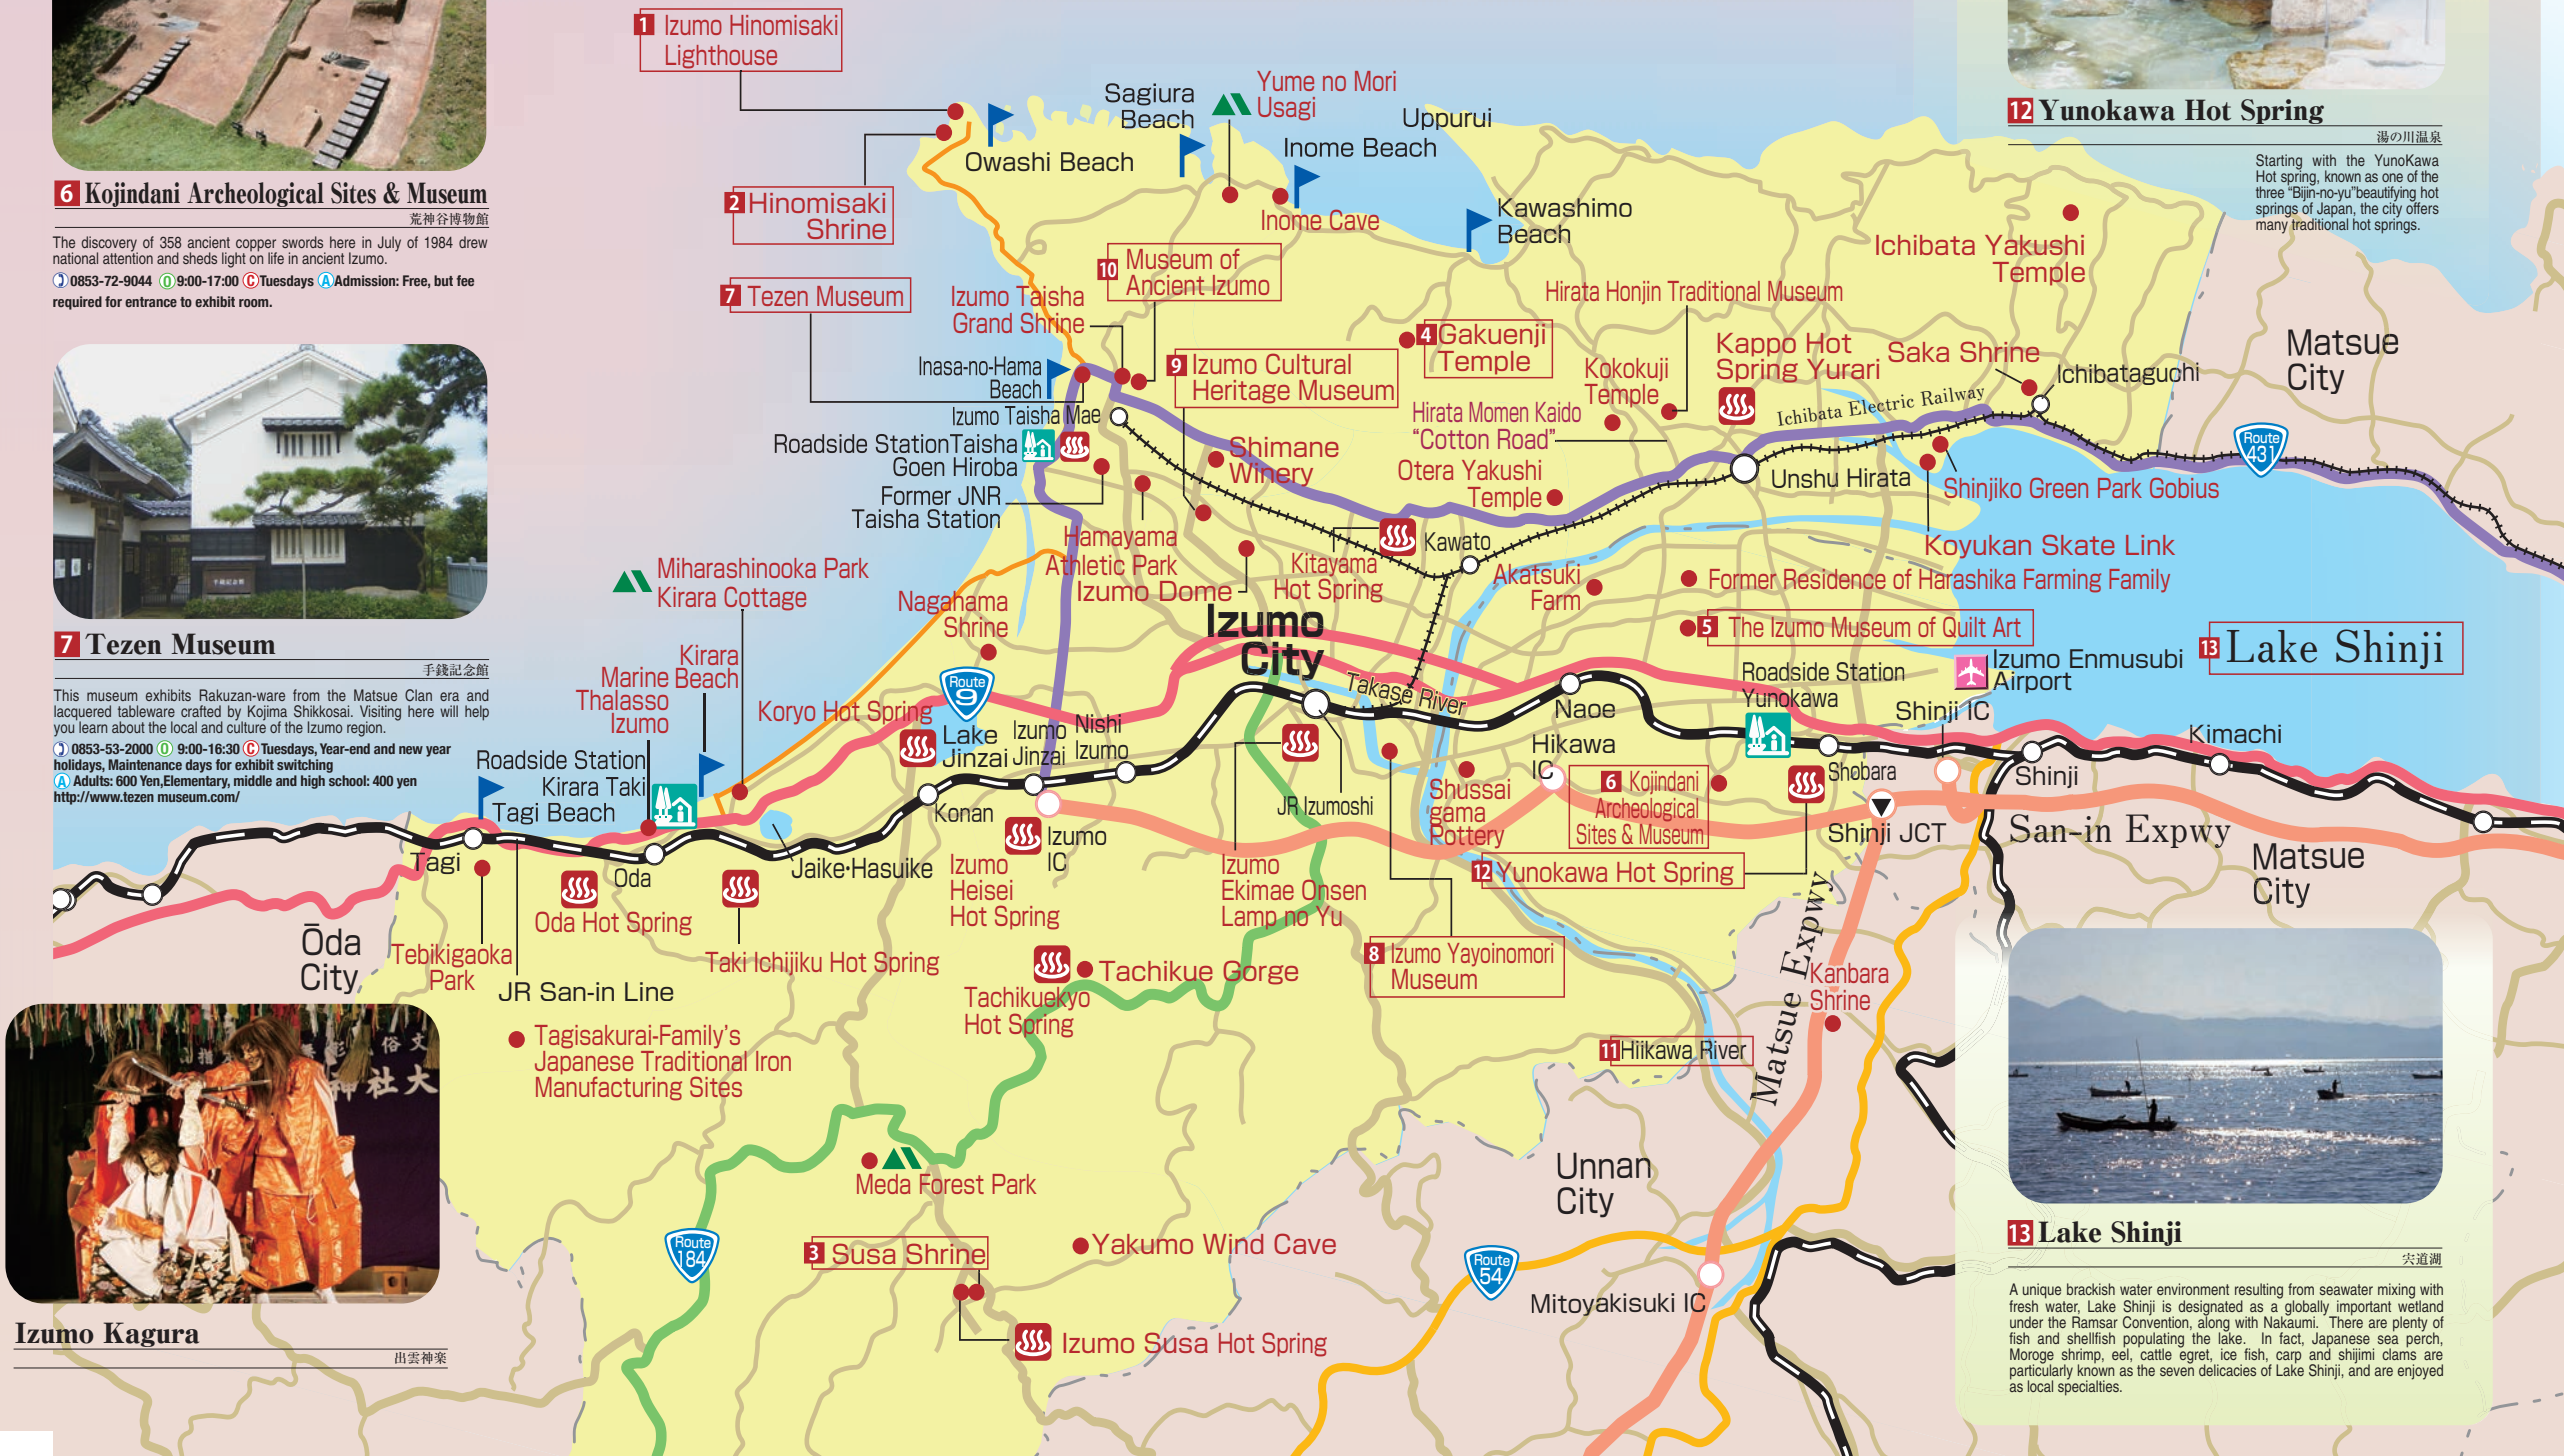 6 Kojindani Archeological Sites & Museum
荒神谷博物館
The discovery of 358 ancient copper swords here in July of 1984 drew
national attention and sheds light on life in ancient Izumo.
0853-72-9044 O 9:00-17:00 C Tuesdays A Admission: Free, but fee
required for entrance to exhibit room.
手錢記念館
7 Tezen Museum
手錢記念館
This museum exhibits Rakuzan-ware from the Matsue Clan era and
lacquered tableware crafted by Kojima Shikkosai. Visiting here will help
you learn about the local and culture of the Izumo region.
0853-53-2000 O 9:00-16:30 C Tuesdays, Year-end and new year
holidays, Maintenance days for exhibit switching
A Adults: 600 Yen,Elementary, middle and high school: 400 yen
http://www.tezen museum.com/
神社大
Izumo Kagura
出雲神楽
1 Izumo Hinomisaki
Lighthouse
2 Hinomisaki
Shrine
7 Tezen Museum
Owashi Beach
Sagiura
Beach
Yume no Mori
Usagi
Uppurui
Inome Beach
Inome Cave
Kawashimo
Beach
10 Museum of
Ancient Izumo
Izumo Taisha
Grand Shrine
Inasa-no-Hama
Beach
Izumo Taisha Mae
9 Izumo Cultural
Heritage Museum
4 Gakuenji
Temple
Hirata Honjin Traditional Museum
Ichibata Yakushi
Temple
Kokokuji
Temple
Kappo Hot
Spring Yurari
Saka Shrine
Ichibataguchi
Matsue
City
Ichibata Electric Railway
Hirata Momen Kaido
"Cotton Road"
Roadside StationTaisha
Goen Hiroba
Former JNR
Taisha Station
Shimane
Winery
Otera Yakushi
Temple
Unshu Hirata
Route
431
Shinjiko Green Park Gobius
Koyukan Skate Link
Hamayama
Athletic Park
Izumo Dome
Kitayama
Hot Spring
Kawato
Akatsuki
Farm
Former Residence of Harashika Farming Family
5 The Izumo Museum of Quilt Art
13 Lake Shinji
Miharashinooka Park
Kirara Cottage
Nagahama
Shrine
Izumo
City
Kirara
Beach
Marine
Thalasso
Izumo
Koryo Hot Spring
Route
9
Takase River
Naoe
Roadside Station
Yunokawa
Izumo Enmusubi
Airport
Shinji IC
Kimachi
Lake
Jinzai
Izumo
Jinzai
Nishi
Izumo
Hikawa
IC
Shobara
Shinji
Roadside Station
Kirara Taki
Tagi Beach
Konan
Izumo
IC
JR Izumoshi
Shussai
gama
Pottery
6 Kojindani
Archeological
Sites & Museum
Shinji JCT
San-in Expwy
Matsue
City
Tagi
Oda
Jaike・Hasuike
Oda Hot Spring
Taki Ichijiku Hot Spring
Izumo
Heisei
Hot Spring
Izumo
Ekimae Onsen
Lamp no Yu
12 Yunokawa Hot Spring
Ōda
City
Tebikigaoka
Park
JR San-in Line
8 Izumo Yayoinomori
Museum
Tachikue Gorge
Tachikuekyo
Hot Spring
Matsue Expwy
Kanbara
Shrine
Tagisakurai-Family's
Japanese Traditional Iron
Manufacturing Sites
11 Hiikawa River
Meda Forest Park
Unnan
City
Route
184
3 Susa Shrine
Yakumo Wind Cave
Izumo Susa Hot Spring
Route
54
Mitoyakisuki IC
12 Yunokawa Hot Spring
湯の川温泉
Starting with the YunoKawa
Hot spring, known as one of the
three "Bijin-no-yu"beautifying hot
springs of Japan, the city offers
many traditional hot springs.
13 Lake Shinji
宍道湖
A unique brackish water environment resulting from seawater mixing with
fresh water, Lake Shinji is designated as a globally important wetland
under the Ramsar Convention, along with Nakaumi. There are plenty of
fish and shellfish populating the lake. In fact, Japanese sea perch,
Moroge shrimp, eel, cattle egret, ice fish, carp and shijimi clams are
particularly known as the seven delicacies of Lake Shinji, and are enjoyed
as local specialties.